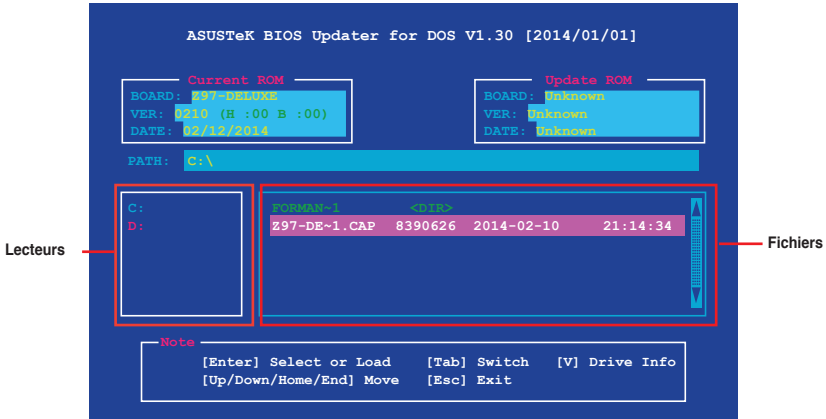 ASUSTeK BIOS Updater for DOS V1.30 [2014/01/01]
Current ROM
BOARD: Z97-DELUXE
VER: 0210 (H :00 B :00)
DATE: 02/12/2014
Update ROM
BOARD: Unknown
VER: Unknown
DATE: Unknown
PATH: C:\
C:
D:
FORMAN~1 <DIR>
Z97-DE~1.CAP 8390626 2014-02-10 21:14:34
Lecteurs
Fichiers
Note
[Enter] Select or Load [Tab] Switch [V] Drive Info
[Up/Down/Home/End] Move [Esc] Exit